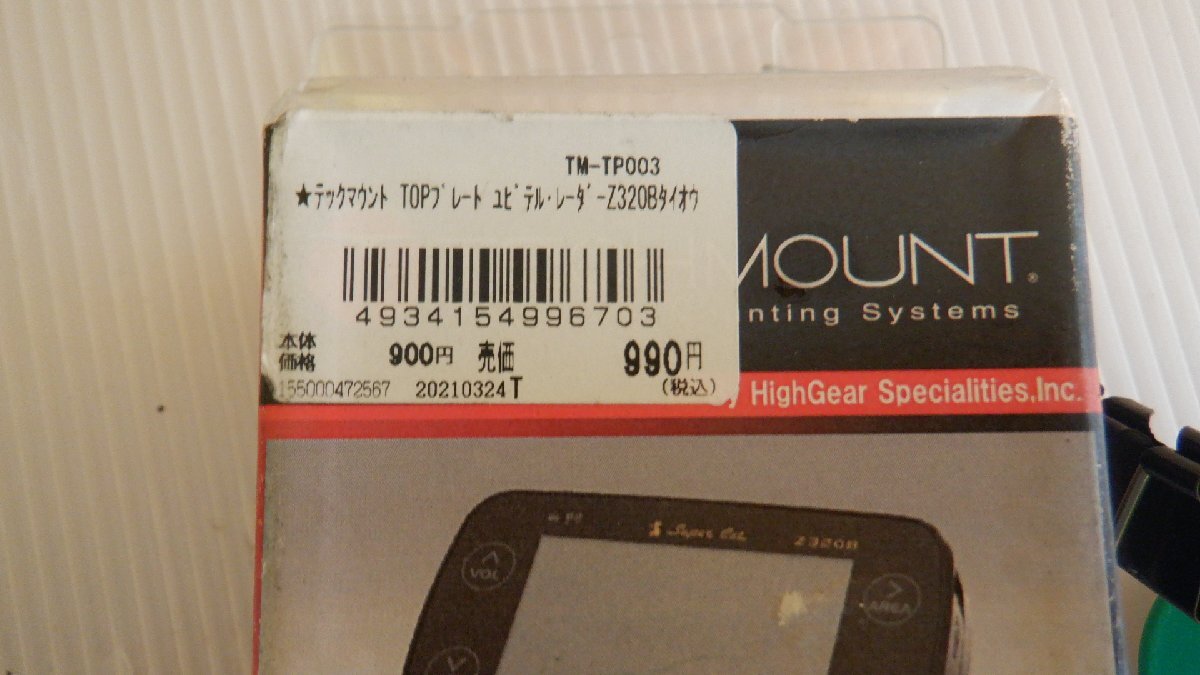 TM-TP003
★テックマウント TOPプレート ユピテル・レーダーZ320Bタイオウ
4934154996703
本体
価格 900円 売価 990円
(税込)
155000472567 20210324T
MOUNT®
nting Systems
by HighGear Specialities,Inc.
Super Cat
Z320B
VOL
AREA